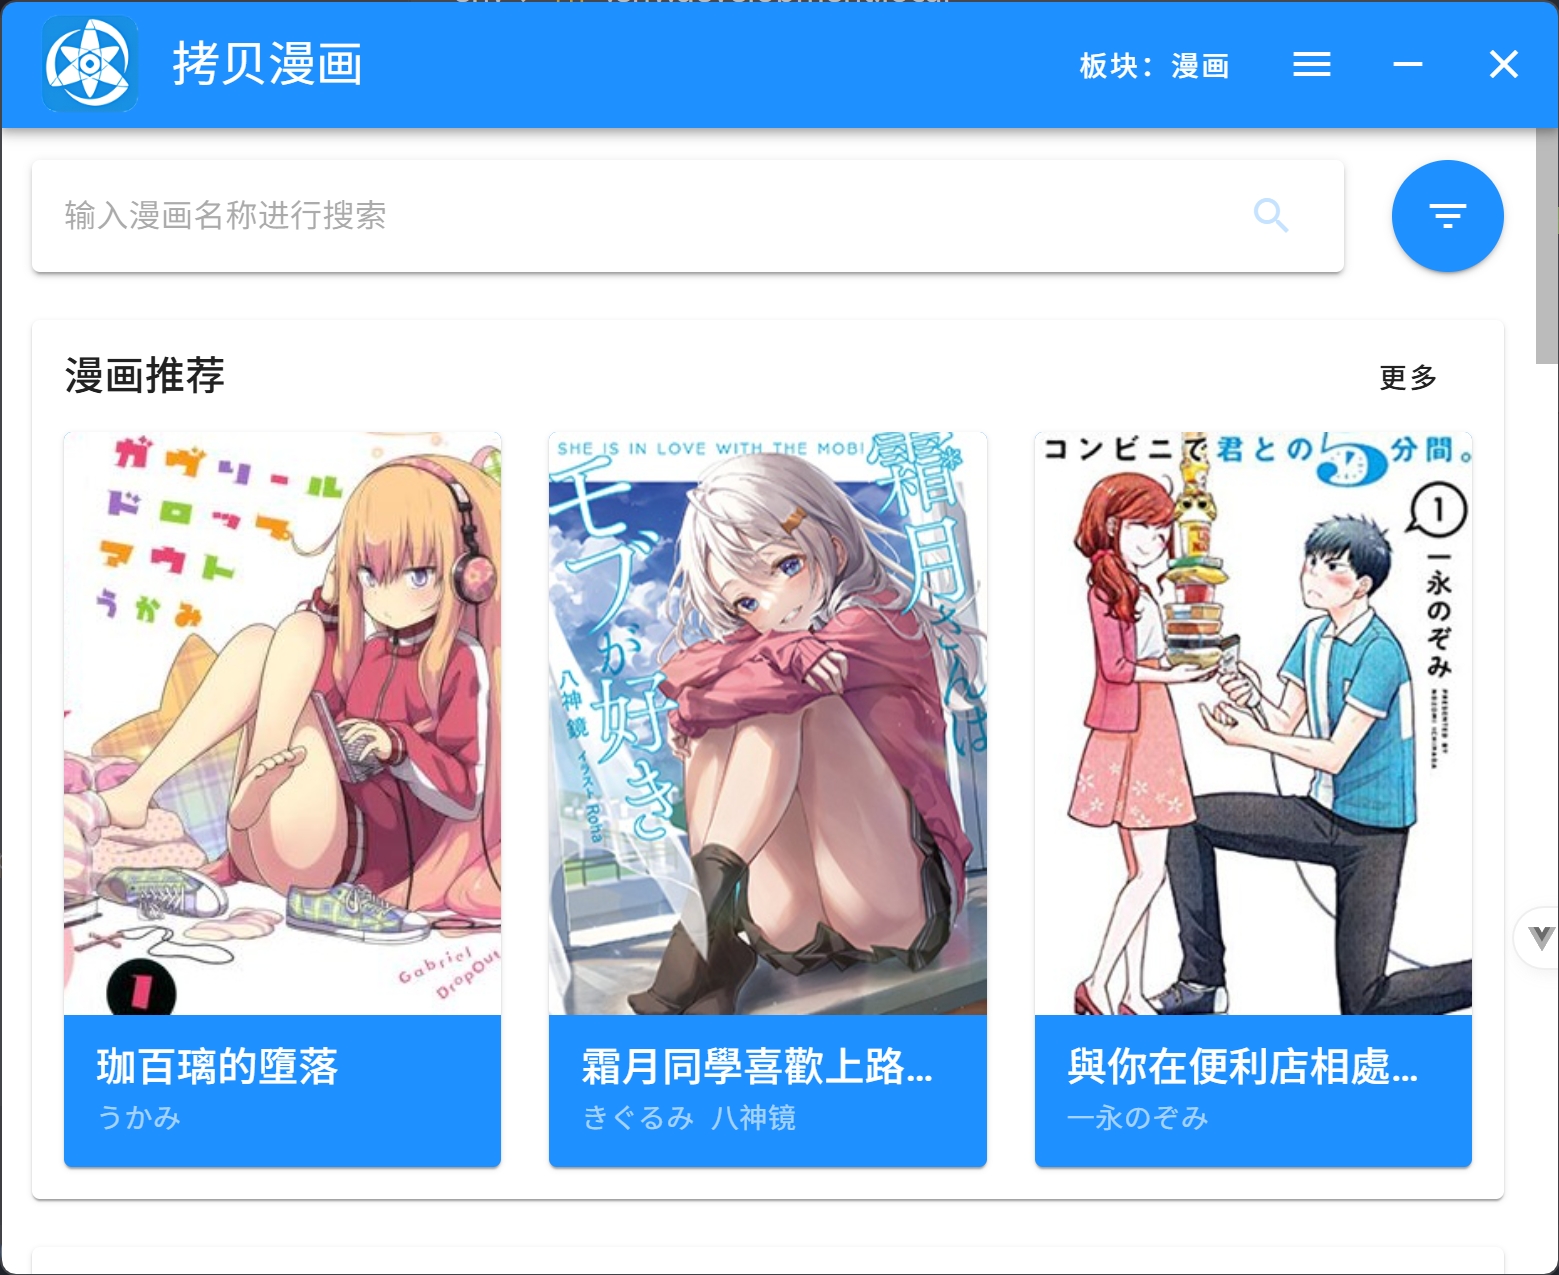 拷贝漫画
板块：漫画
输入漫画名称进行搜索
漫画推荐
更多
ガヴリール
ドロップ
アウト
うかみ
Gabriel
DropOut
1
SHE IS IN LOVE WITH THE MOB!
霜月さんは
モブが好き
八神 鏡
イラスト Roha
コンビニで君との5分間。
1
一永のぞみ
PRESENTED BY
NOZOMI ICHINAGA
珈百璃的墮落
うかみ
霜月同學喜歡上路...
きぐるみ 八神镜
與你在便利店相處...
一永のぞみ